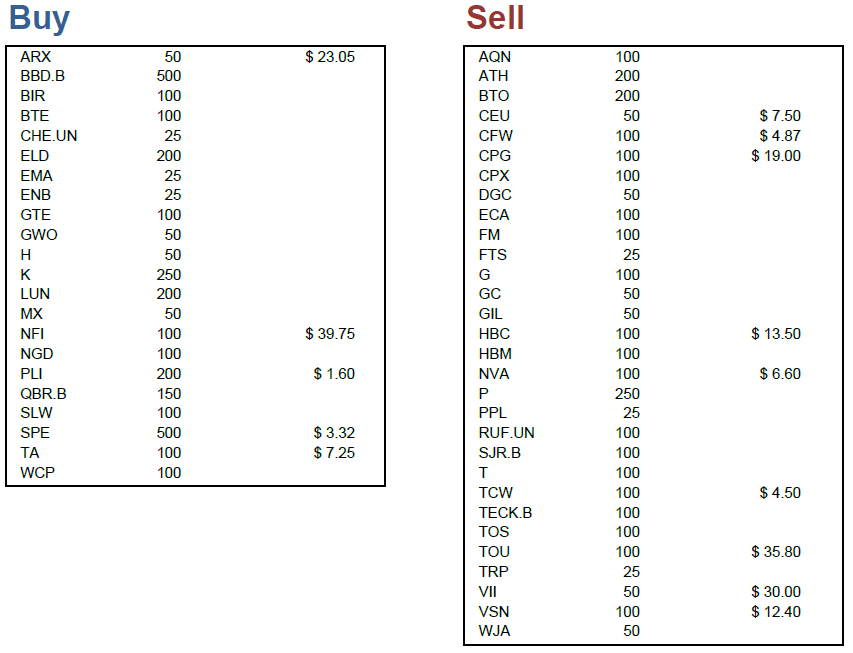 Buy
ARX 50 $ 23.05
BBD.B 500
BIR 100
BTE 100
CHE.UN 25
ELD 200
EMA 25
ENB 25
GTE 100
GWO 50
H 50
K 250
LUN 200
MX 50
NFI 100 $ 39.75
NGD 100
PLI 200 $ 1.60
QBR.B 150
SLW 100
SPE 500 $ 3.32
TA 100 $ 7.25
WCP 100
Sell
AQN 100
ATH 200
BTO 200
CEU 50 $ 7.50
CFW 100 $ 4.87
CPG 100 $ 19.00
CPX 100
DGC 50
ECA 100
FM 100
FTS 25
G 100
GC 50
GIL 50
HBC 100 $ 13.50
HBM 100
NVA 100 $ 6.60
P 250
PPL 25
RUF.UN 100
SJR.B 100
T 100
TCW 100 $ 4.50
TECK.B 100
TOS 100
TOU 100 $ 35.80
TRP 25
VII 50 $ 30.00
VSN 100 $ 12.40
WJA 50